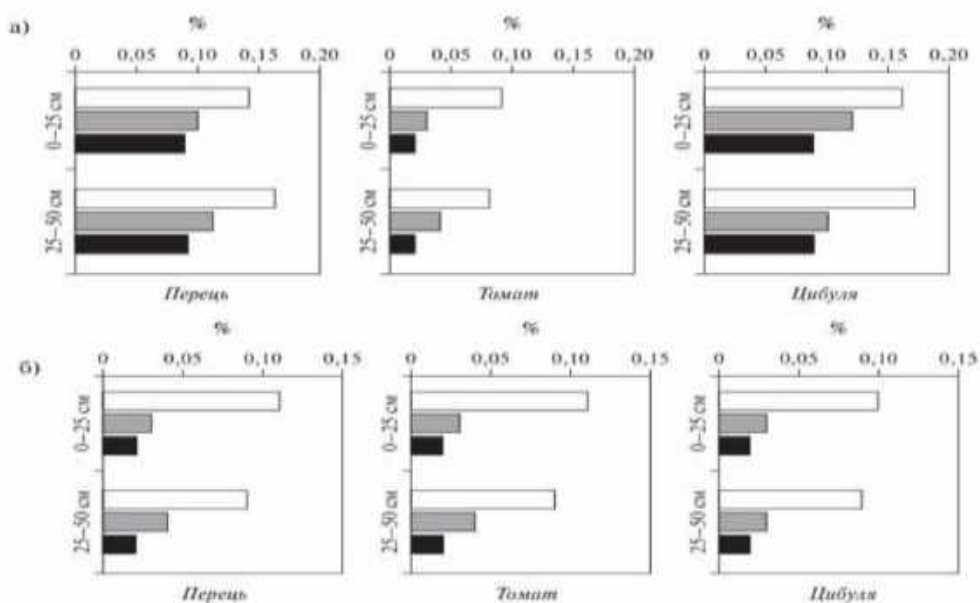 а)
% % %
0 0,05 0,10 0,15 0,20 0 0,05 0,10 0,15 0,20 0 0,05 0,10 0,15 0,20
0–25 см 0–25 см 0–25 см
25–50 см 25–50 см 25–50 см
Перець Томат Цибуля
б)
% % %
0 0,05 0,10 0,15 0 0,05 0,10 0,15 0 0,05 0,10 0,15
0–25 см 0–25 см 0–25 см
25–50 см 25–50 см 25–50 см
Перець Томат Цибуля